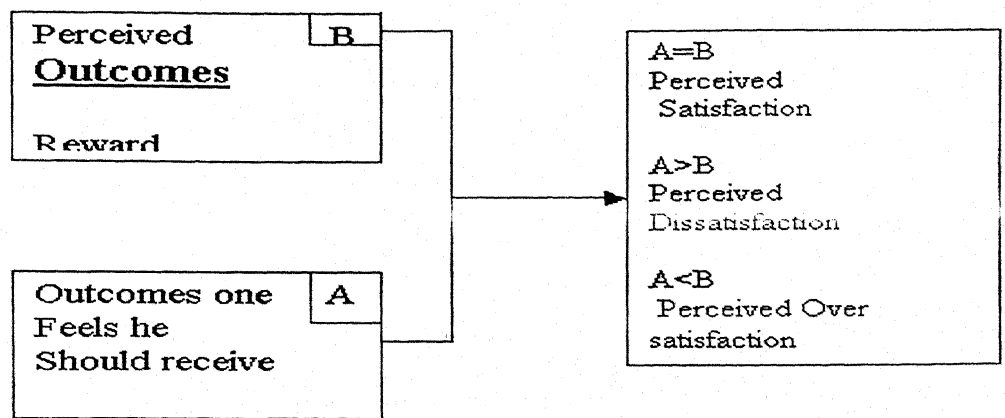 Perceived B
Outcomes
Reward
Outcomes one A
Feels he
Should receive
A=B
Perceived
Satisfaction
A>B
Perceived
Dissatisfaction
A<B
Perceived Over
satisfaction